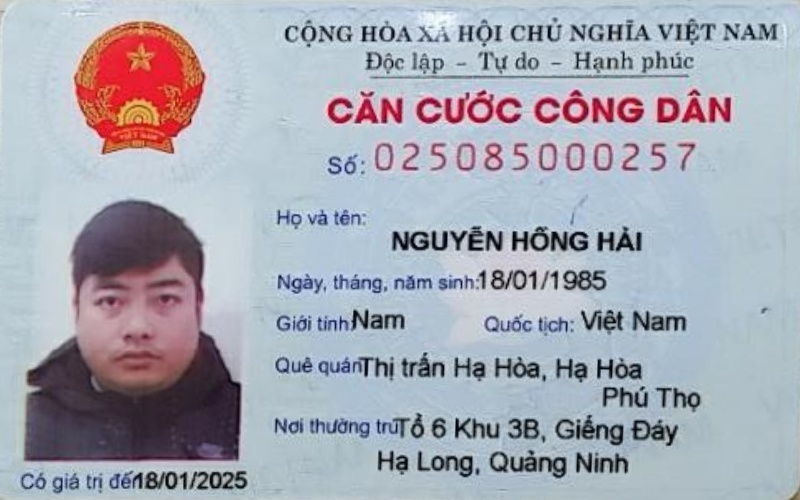 CỘNG HÒA XÃ HỘI CHỦ NGHĨA VIỆT NAM
Độc lập - Tự do - Hạnh phúc
CĂN CƯỚC CÔNG DÂN
Số: 025085000257
Họ và tên:
NGUYỄN HỒNG HẢI
Ngày, tháng, năm sinh: 18/01/1985
Giới tính: Nam Quốc tịch: Việt Nam
Quê quán Thị trấn Hạ Hòa, Hạ Hòa
Phú Thọ
Nơi thường trú Tổ 6 Khu 3B, Giếng Đáy
Hạ Long, Quảng Ninh
Có giá trị đến 18/01/2025
VIỆT NAM